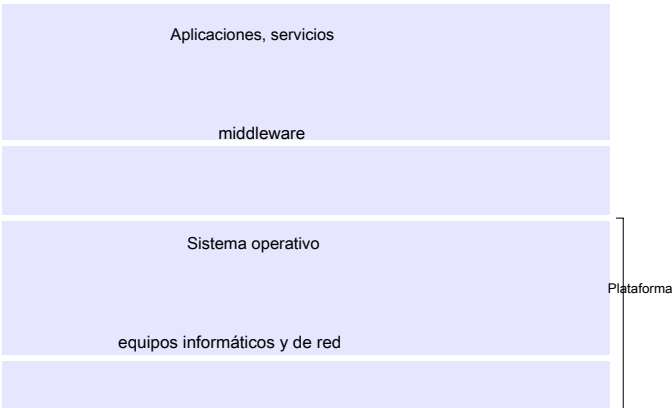 Aplicaciones, servicios
middleware
Sistema operativo
Plataforma
equipos informáticos y de red